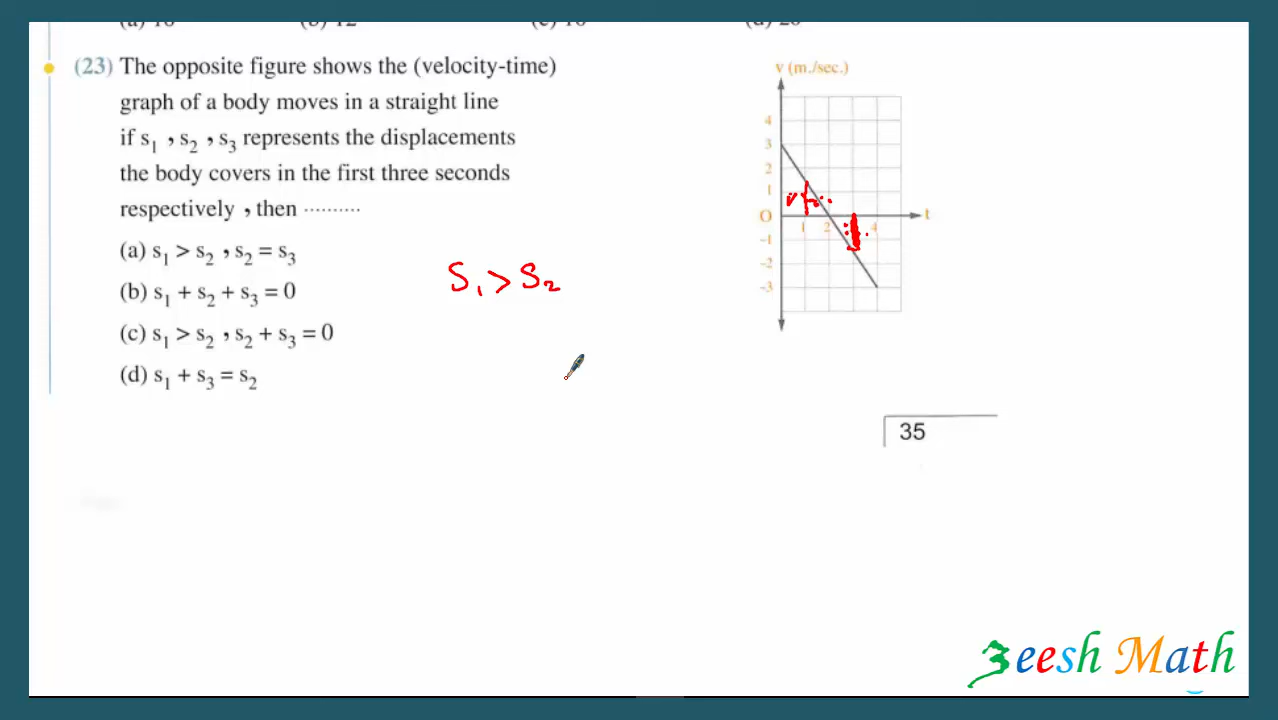 (23) The opposite figure shows the (velocity-time)
graph of a body moves in a straight line
if s₁ , s₂ , s₃ represents the displacements
the body covers in the first three seconds
respectively , then ..........
(a) s₁ > s₂ , s₂ = s₃
(b) s₁ + s₂ + s₃ = 0
(c) s₁ > s₂ , s₂ + s₃ = 0
(d) s₁ + s₃ = s₂
S₁ > S₂
v (m./sec.)
4
3
2
1
O
1
2
4
t
-1
-2
-3
35
Zeesh Math